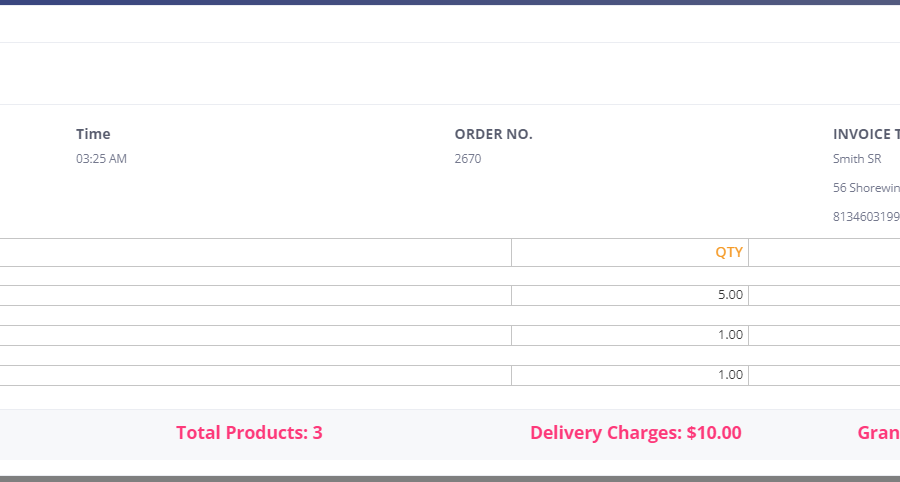 Time ORDER NO. INVOICE T
03:25 AM 2670 Smith SR
56 Shorewin
8134603199
QTY
5.00
1.00
1.00
Total Products: 3 Delivery Charges: $10.00 Gran